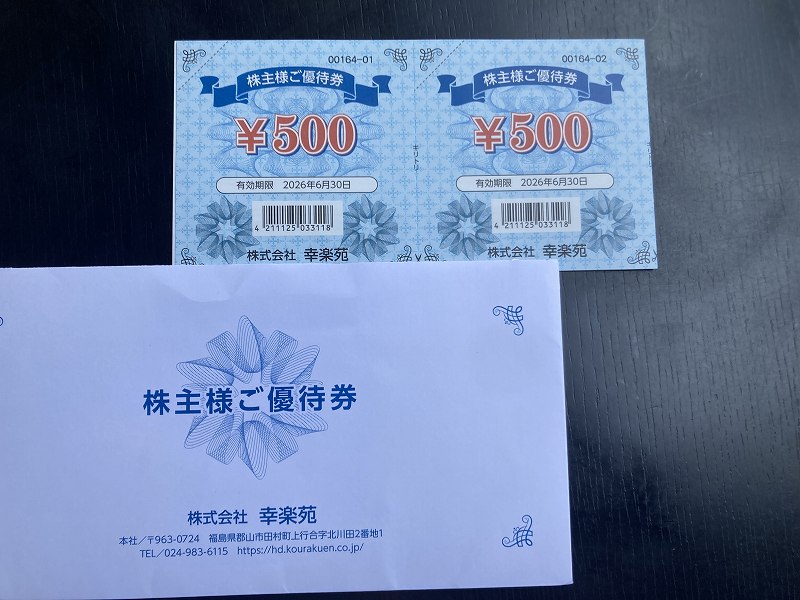 00164-01
株主様ご優待券
¥500
有効期限 2026年6月30日
4 211125 033118
株式会社 幸楽苑
キリトリ
00164-02
株主様ご優待券
¥500
有効期限 2026年6月30日
4 211125 033118
株式会社 幸楽苑
株主様ご優待券
株式会社 幸楽苑
本社/〒963-0724 福島県郡山市田村町上行合字北川田2番地1
TEL/024-983-6115 https://hd.kourakuen.co.jp/